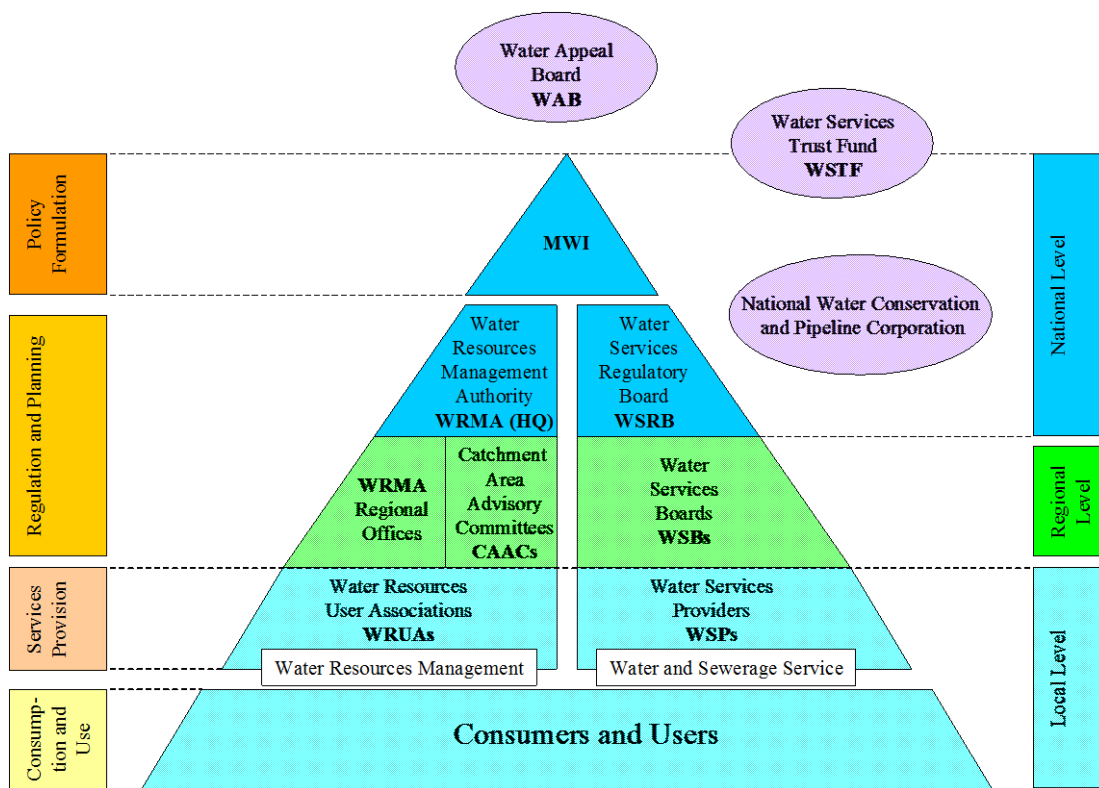 Water Appeal
Board
WAB
Water Services
Trust Fund
WSTF
Policy
Formulation
MWI
National Level
National Water Conservation
and Pipeline Corporation
Regulation and Planning
Water
Resources
Management
Authority
WRMA (HQ)
Water
Services
Regulatory
Board
WSRB
WRMA
Regional
Offices
Catchment
Area
Advisory
Committees
CAACs
Water
Services
Boards
WSBs
Regional
Level
Services
Provision
Water Resources
User Associations
WRUAs
Water Services
Providers
WSPs
Water Resources Management
Water and Sewerage Service
Local Level
Consump-
tion and
Use
Consumers and Users